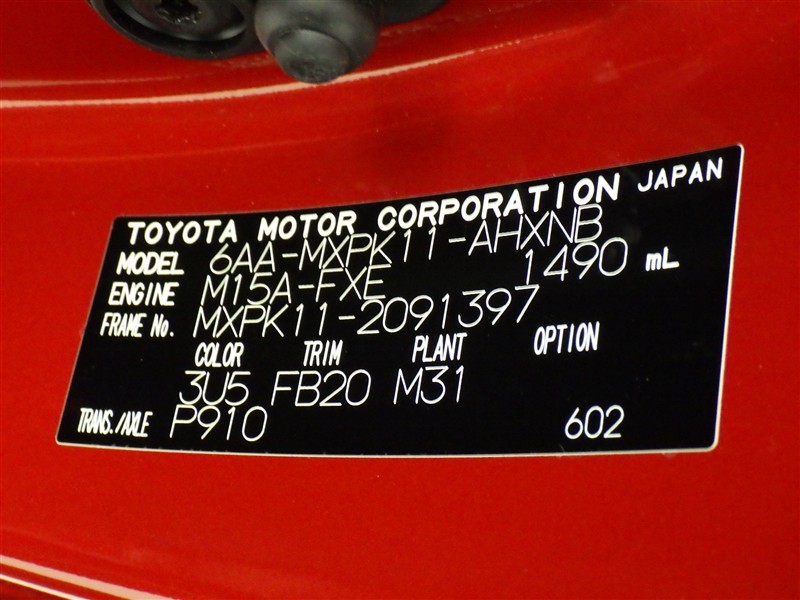 TOYOTA MOTOR CORPORATION JAPAN
MODEL 6AA-MXPK11-AHXNB
ENGINE M15A-FXE 1490 mL
FRAME No. MXPK11-2091397
COLOR TRIM PLANT OPTION
3U5 FB20 M31
TRANS./AXLE P910 602